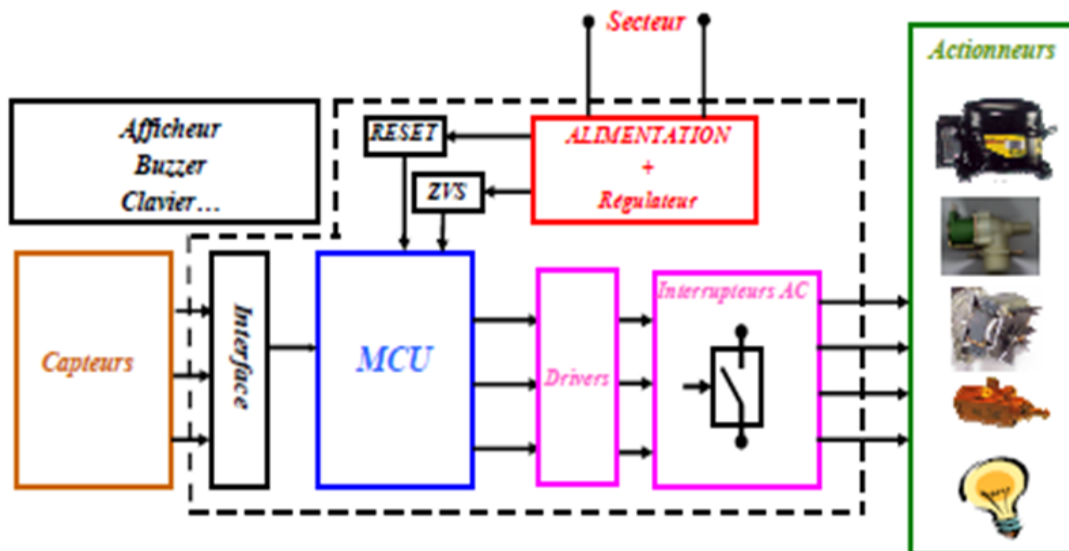 Secteur
Actionneurs
Afficheur
Buzzer
Clavier...
RESET
ZVS
ALIMENTATION
+
Régulateur
Capteurs
Interface
MCU
Drivers
Interrupteurs AC